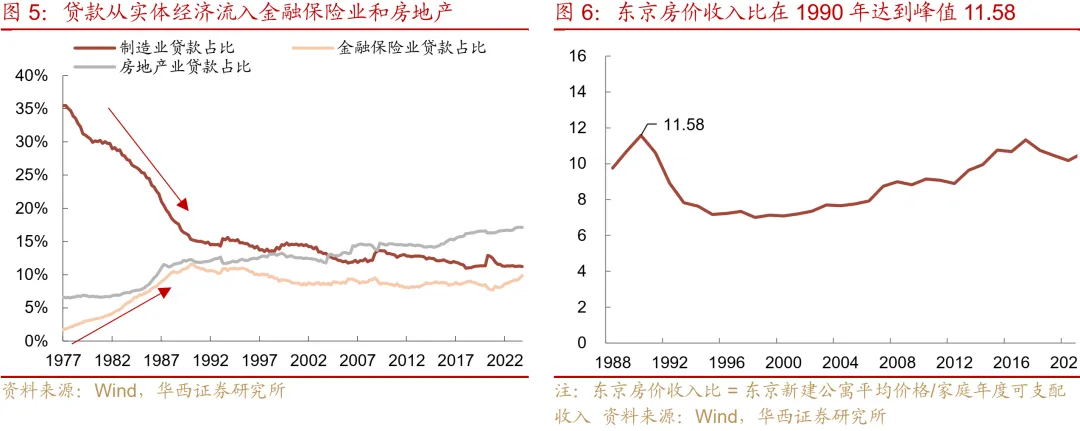 图 5：贷款从实体经济流入金融保险业和房地产
制造业贷款占比
金融保险业贷款占比
房地产业贷款占比
40%
35%
30%
25%
20%
15%
10%
5%
0%
1977 1982 1987 1992 1997 2002 2007 2012 2017 2022
资料来源：Wind，华西证券研究所
图 6：东京房价收入比在 1990 年达到峰值 11.58
16
14
12
10
8
6
4
2
0
11.58
1988 1992 1996 2000 2004 2008 2012 2016 202
注：东京房价收入比 = 东京新建公寓平均价格/家庭年度可支配
收入 资料来源：Wind，华西证券研究所